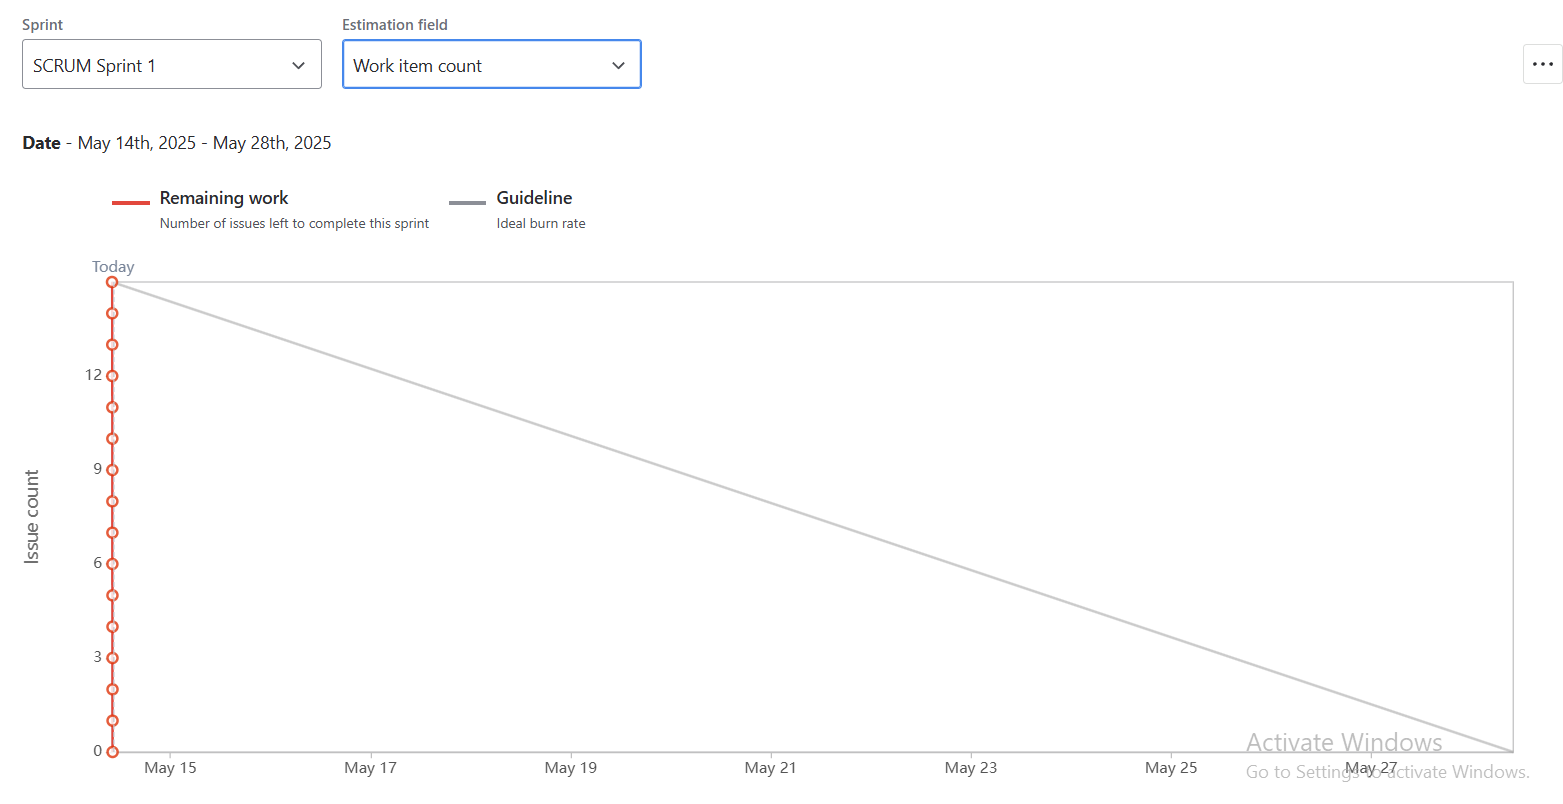 Sprint
Estimation field
SCRUM Sprint 1
Work item count
Date - May 14th, 2025 - May 28th, 2025
Remaining work
Number of issues left to complete this sprint
Guideline
Ideal burn rate
Today
12
9
6
3
0
Issue count
May 15
May 17
May 19
May 21
May 23
May 25
May 27
Activate Windows
Go to Settings to activate Windows.